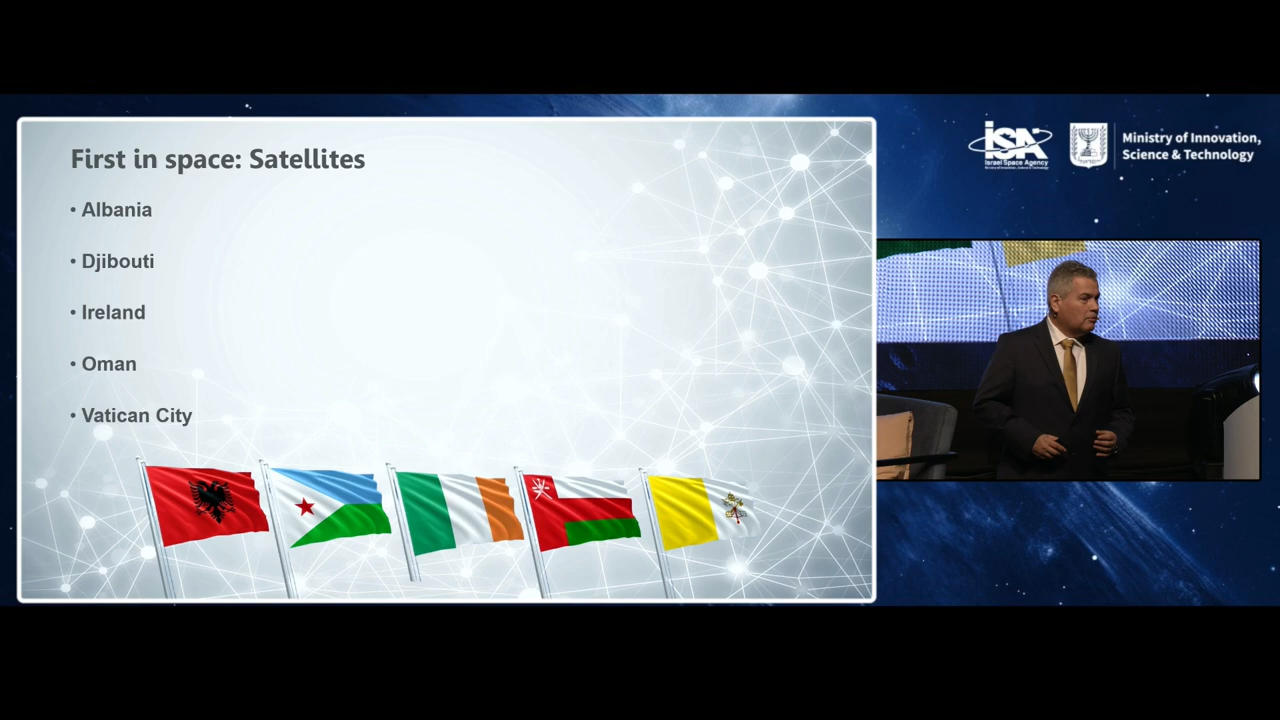 First in space: Satellites
• Albania
• Djibouti
• Ireland
• Oman
• Vatican City
iSA
Israel Space Agency
Ministry of Innovation,
Science & Technology